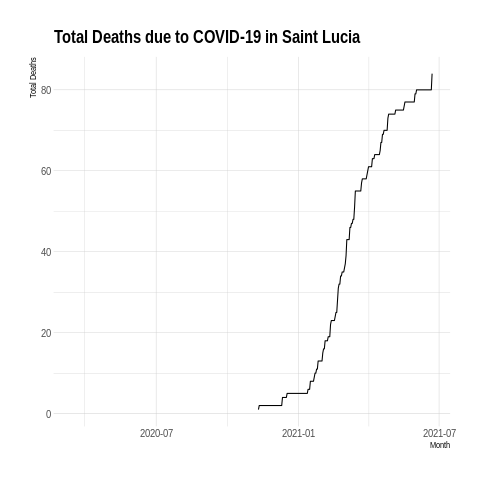 Total Deaths due to COVID-19 in Saint Lucia
Total Deaths
80
60
40
20
0
2020-07
2021-01
2021-07
Month